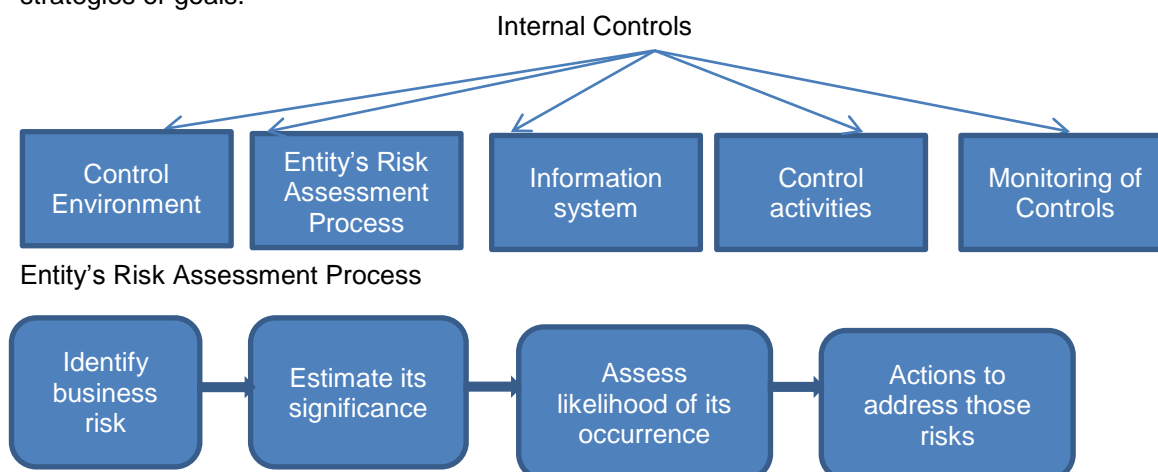 strategies or goals.
Internal Controls
Control
Environment
Entity’s Risk
Assessment
Process
Information
system
Control
activities
Monitoring of
Controls
Entity’s Risk Assessment Process
Identify
business
risk
Estimate its
significance
Assess
likelihood of its
occurrence
Actions to
address those
risks